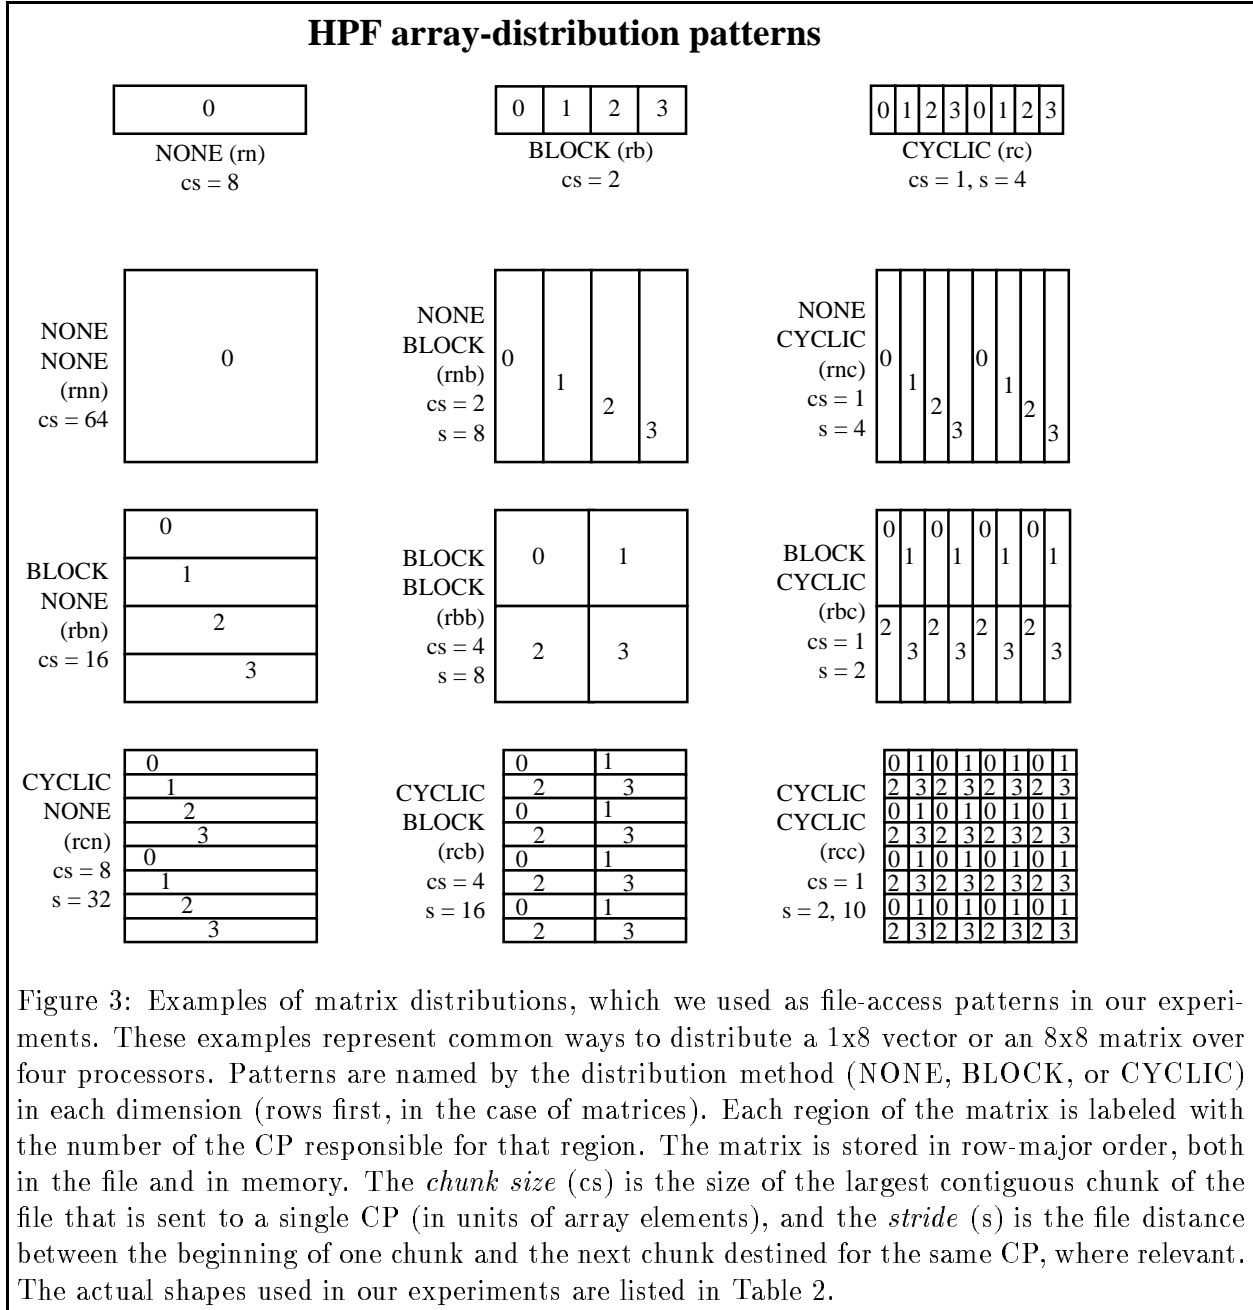 HPF array-distribution patterns
0
NONE (rn)
cs = 8
0 1 2 3
BLOCK (rb)
cs = 2
0 1 2 3 0 1 2 3
CYCLIC (rc)
cs = 1, s = 4
NONE
NONE
(rnn)
cs = 64
0
NONE
BLOCK
(rnb)
cs = 2
s = 8
0
1
2
3
NONE
CYCLIC
(rnc)
cs = 1
s = 4
0 0
1 1
2 2
3 3
BLOCK
NONE
(rbn)
cs = 16
0
1
2
3
BLOCK
BLOCK
(rbb)
cs = 4
s = 8
0 1
2 3
BLOCK
CYCLIC
(rbc)
cs = 1
s = 2
0 0 0 0
1 1 1 1
2 2 2 2
3 3 3 3
CYCLIC
NONE
(rcn)
cs = 8
s = 32
0
1
2
3
0
1
2
3
CYCLIC
BLOCK
(rcb)
cs = 4
s = 16
0 1
2 3
0 1
2 3
0 1
2 3
0 1
2 3
CYCLIC
CYCLIC
(rcc)
cs = 1
s = 2, 10
0 1 0 1 0 1 0 1
2 3 2 3 2 3 2 3
0 1 0 1 0 1 0 1
2 3 2 3 2 3 2 3
0 1 0 1 0 1 0 1
2 3 2 3 2 3 2 3
0 1 0 1 0 1 0 1
2 3 2 3 2 3 2 3
Figure 3: Examples of matrix distributions, which we used as file-access patterns in our experi-
ments. These examples represent common ways to distribute a 1x8 vector or an 8x8 matrix over
four processors. Patterns are named by the distribution method (NONE, BLOCK, or CYCLIC)
in each dimension (rows first, in the case of matrices). Each region of the matrix is labeled with
the number of the CP responsible for that region. The matrix is stored in row-major order, both
in the file and in memory. The chunk size (cs) is the size of the largest contiguous chunk of the
file that is sent to a single CP (in units of array elements), and the stride (s) is the file distance
between the beginning of one chunk and the next chunk destined for the same CP, where relevant.
The actual shapes used in our experiments are listed in Table 2.